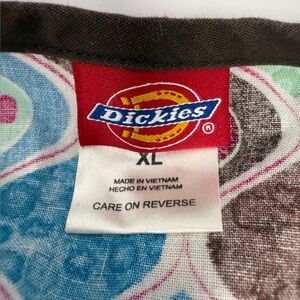 Dickies
®
XL
MADE IN VIETNAM
HECHO EN VIETNAM
CARE ON REVERSE